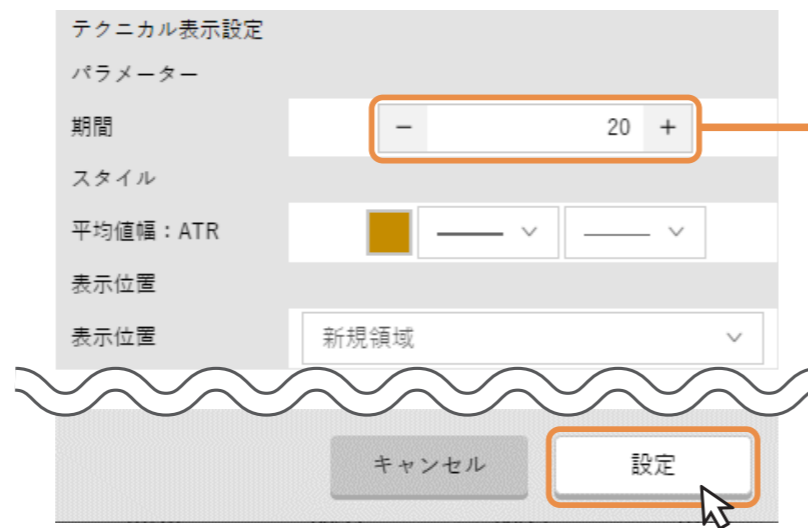 テクニカル表示設定
パラメーター
期間 − 20 +
スタイル
平均値幅：ATR
表示位置
表示位置 新規領域
キャンセル 設定